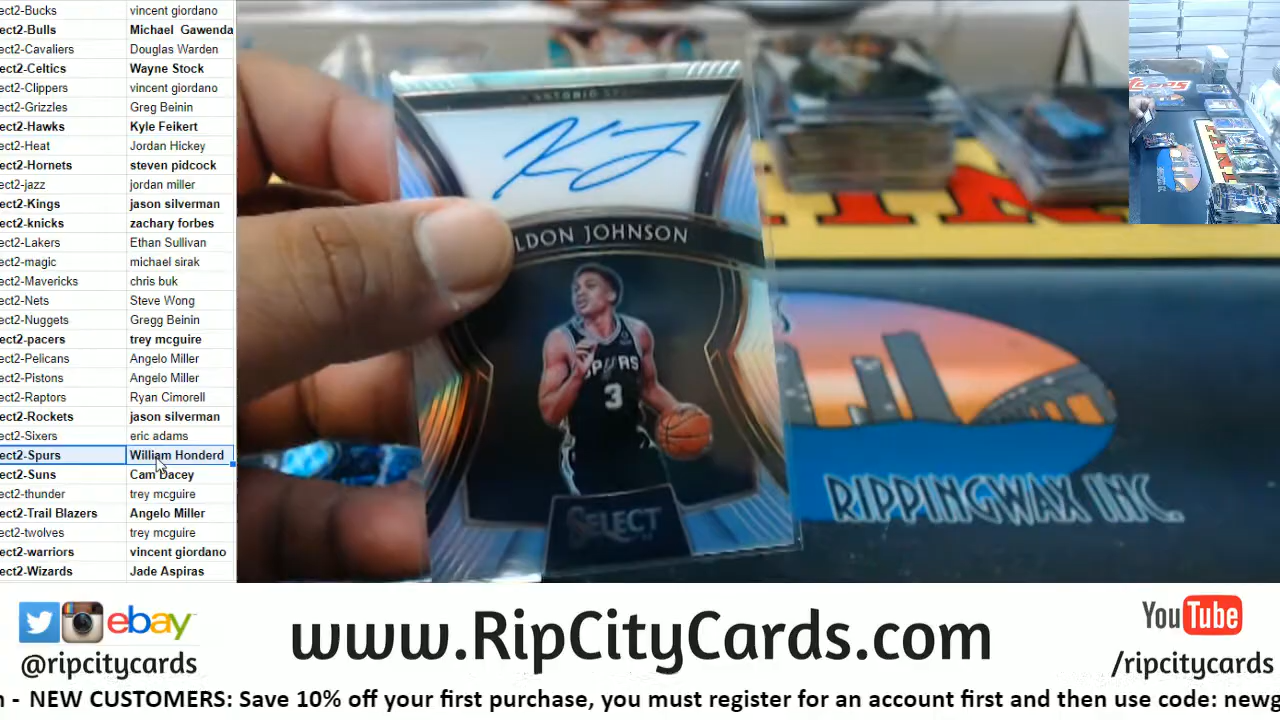 ect2-Bucks vincent giordano
ect2-Bulls Michael Gawenda
ect2-Cavaliers Douglas Warden
ect2-Celtics Wayne Stock
ect2-Clippers vincent giordano
ect2-Grizzles Greg Beinin
ect2-Hawks Kyle Feikert
ect2-Heat Jordan Hickey
ect2-Hornets steven pidcock
ect2-jazz jordan miller
ect2-Kings jason silverman
ect2-knicks zachary forbes
ect2-Lakers Ethan Sullivan
ect2-magic michael sirak
ect2-Mavericks chris buk
ect2-Nets Steve Wong
ect2-Nuggets Gregg Beinin
ect2-pacers trey mcguire
ect2-Pelicans Angelo Miller
ect2-Pistons Angelo Miller
ect2-Raptors Ryan Cimorell
ect2-Rockets jason silverman
ect2-Sixers eric adams
ect2-Spurs William Honderd
ect2-Suns Cam Dacey
ect2-thunder trey mcguire
ect2-Trail Blazers Angelo Miller
ect2-twolves trey mcguire
ect2-warriors vincent giordano
ect2-Wizards Jade Aspiras
LDON JOHNSON
SPURS
3
SELECT
RIPPINGWAX INC.
ebay
@ripcitycards
www.RipCityCards.com
YouTube
/ripcitycards
n - NEW CUSTOMERS: Save 10% off your first purchase, you must register for an account first and then use code: newg